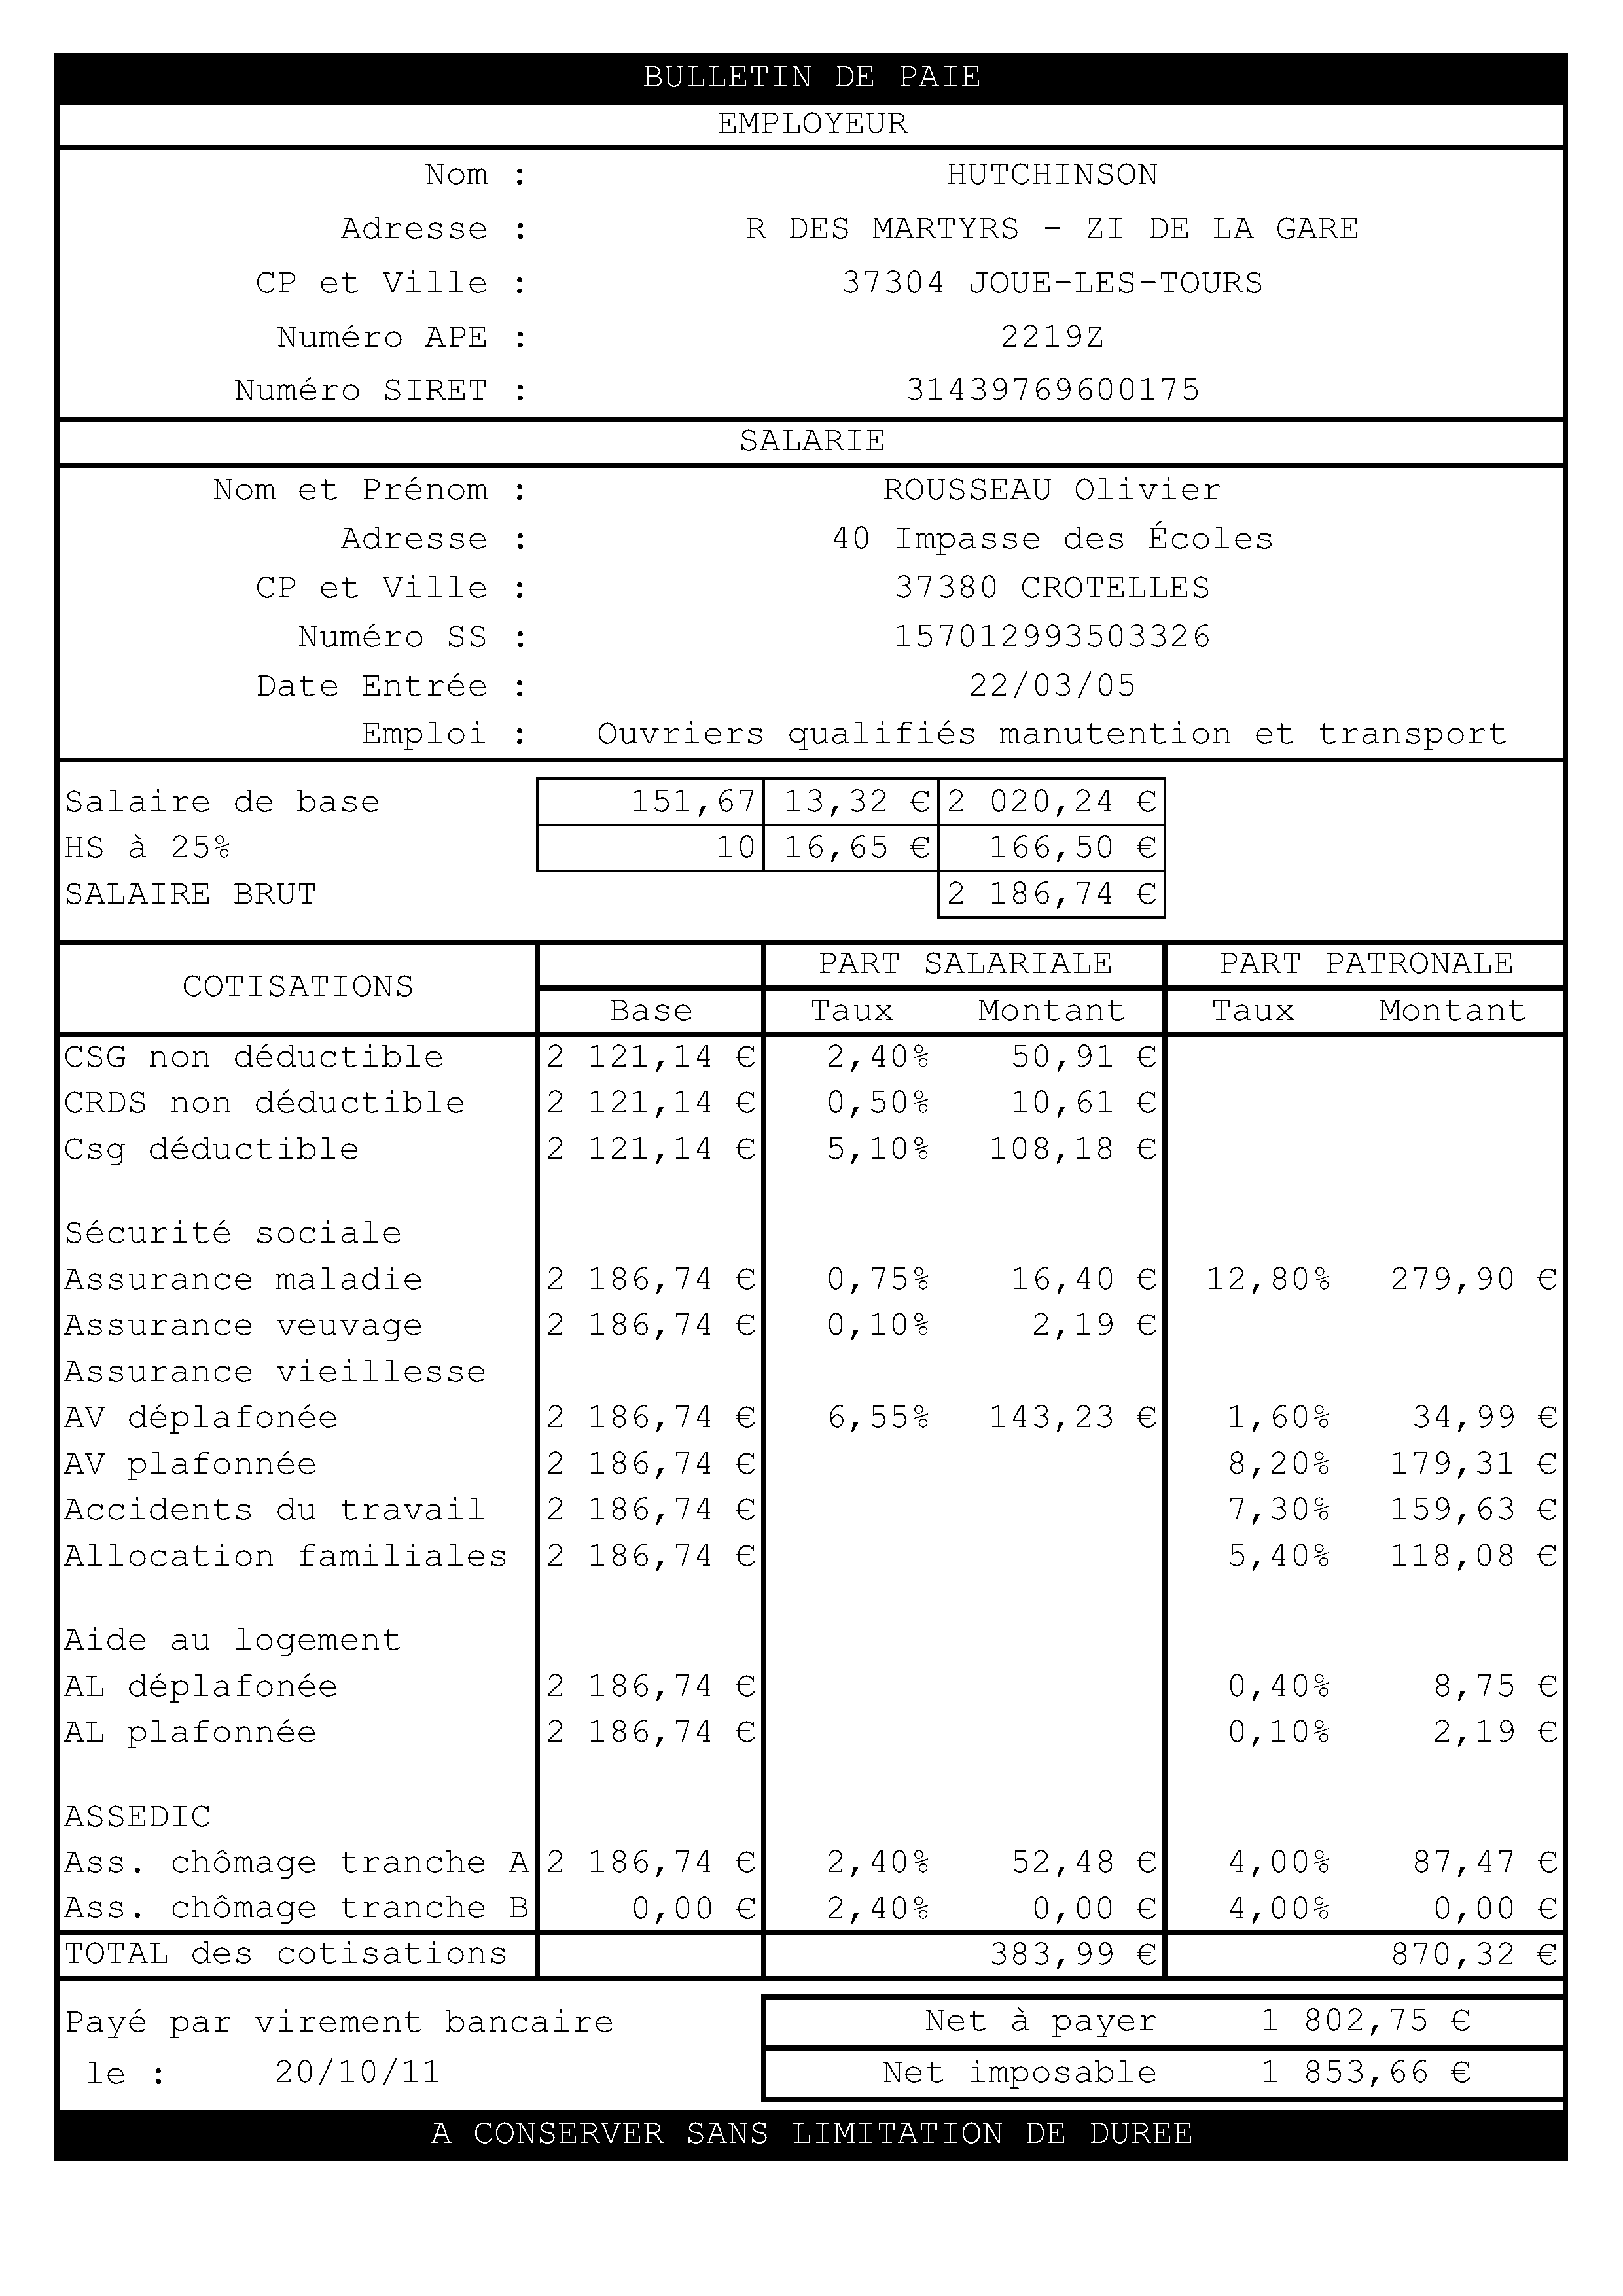 BULLETIN DE PAIE
EMPLOYEUR
Nom : HUTCHINSON
Adresse : R DES MARTYRS - ZI DE LA GARE
CP et Ville : 37304 JOUE-LES-TOURS
Numéro APE : 2219Z
Numéro SIRET : 31439769600175
SALARIE
Nom et Prénom : ROUSSEAU Olivier
Adresse : 40 Impasse des Écoles
CP et Ville : 37380 CROTELLES
Numéro SS : 157012993503326
Date Entrée : 22/03/05
Emploi : Ouvriers qualifiés manutention et transport
Salaire de base 151,67 13,32 € 2 020,24 €
HS à 25% 10 16,65 € 166,50 €
SALAIRE BRUT 2 186,74 €
COTISATIONS PART SALARIALE PART PATRONALE
Base Taux Montant Taux Montant
CSG non déductible 2 121,14 € 2,40% 50,91 €
CRDS non déductible 2 121,14 € 0,50% 10,61 €
Csg déductible 2 121,14 € 5,10% 108,18 €
Sécurité sociale
Assurance maladie 2 186,74 € 0,75% 16,40 € 12,80% 279,90 €
Assurance veuvage 2 186,74 € 0,10% 2,19 €
Assurance vieillesse
AV déplafonée 2 186,74 € 6,55% 143,23 € 1,60% 34,99 €
AV plafonnée 2 186,74 € 8,20% 179,31 €
Accidents du travail 2 186,74 € 7,30% 159,63 €
Allocation familiales 2 186,74 € 5,40% 118,08 €
Aide au logement
AL déplafonée 2 186,74 € 0,40% 8,75 €
AL plafonnée 2 186,74 € 0,10% 2,19 €
ASSEDIC
Ass. chômage tranche A 2 186,74 € 2,40% 52,48 € 4,00% 87,47 €
Ass. chômage tranche B 0,00 € 2,40% 0,00 € 4,00% 0,00 €
TOTAL des cotisations 383,99 € 870,32 €
Payé par virement bancaire Net à payer 1 802,75 €
le : 20/10/11 Net imposable 1 853,66 €
A CONSERVER SANS LIMITATION DE DUREE